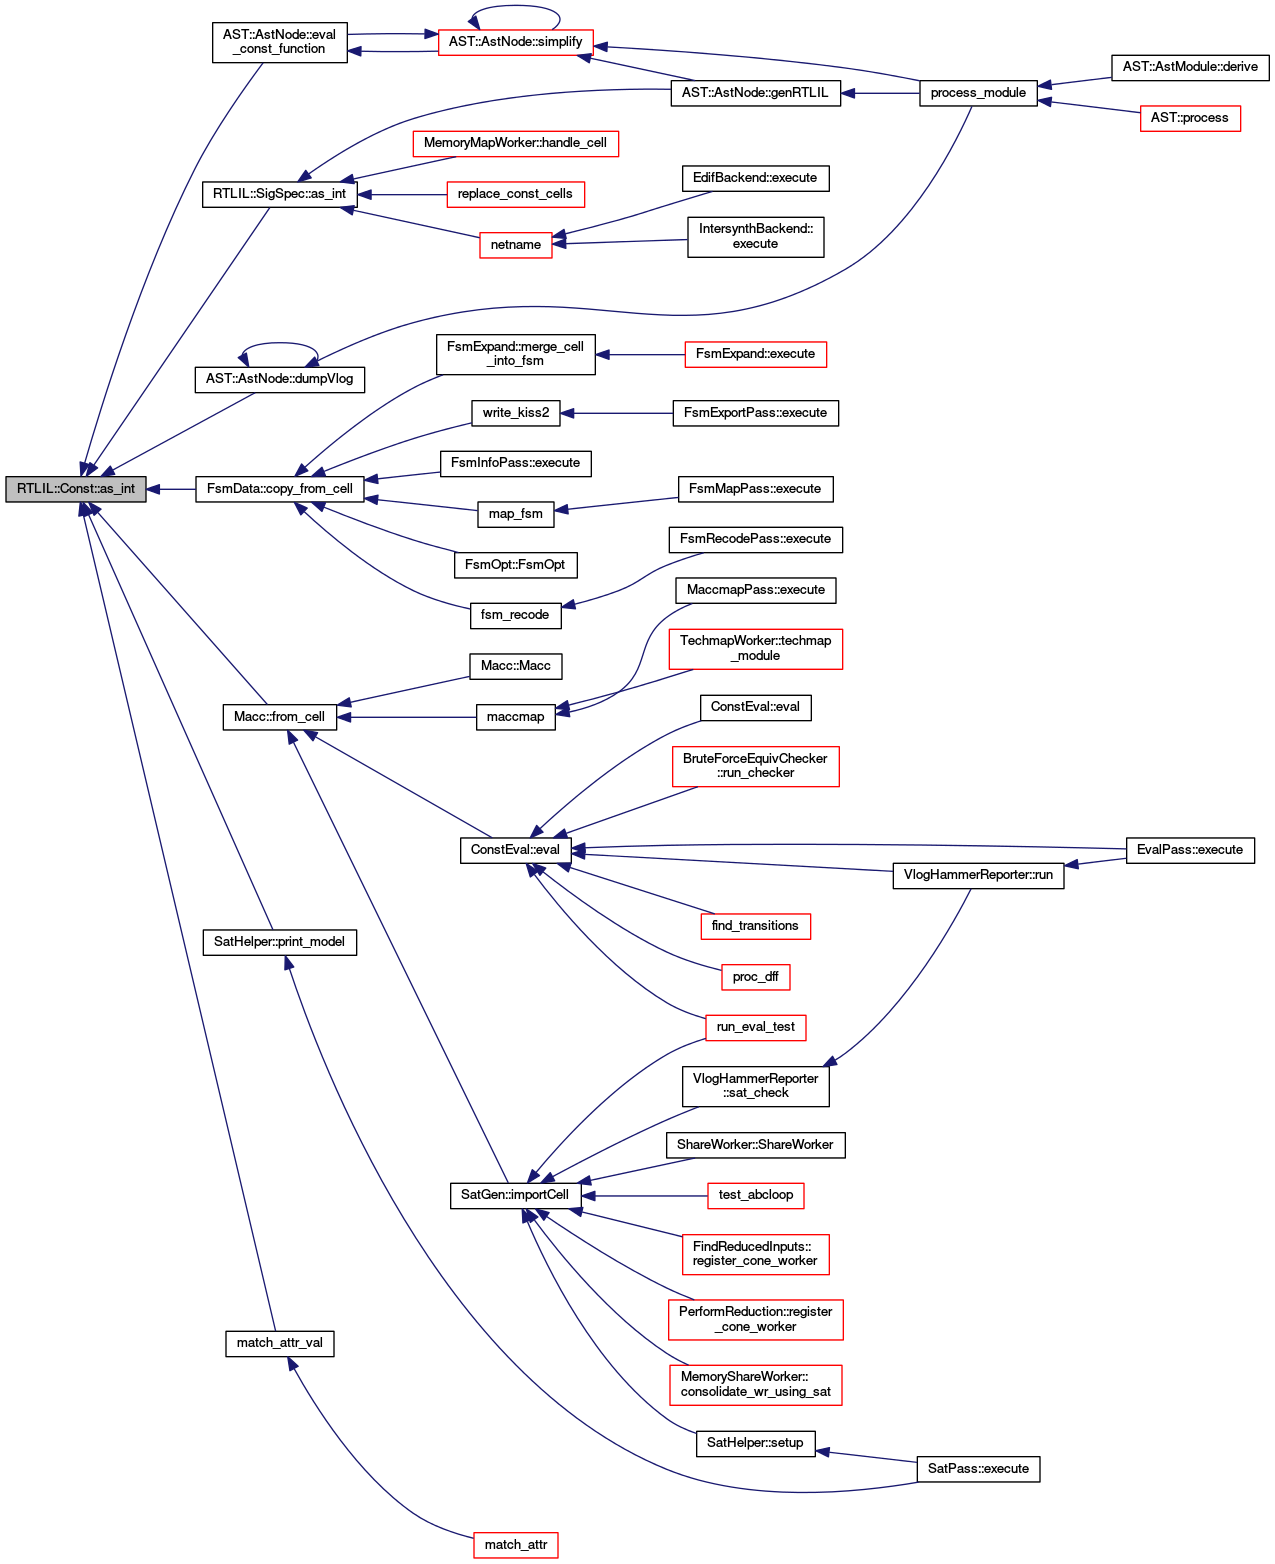 AST::AstNode::eval
_const_function
AST::AstNode::simplify
AST::AstNode::genRTLIL
process_module
AST::AstModule::derive
AST::process
RTLIL::SigSpec::as_int
MemoryMapWorker::handle_cell
replace_const_cells
netname
EdifBackend::execute
IntersynthBackend::
execute
AST::AstNode::dumpVlog
FsmExpand::merge_cell
_into_fsm
FsmExpand::execute
write_kiss2
FsmExportPass::execute
RTLIL::Const::as_int
FsmData::copy_from_cell
FsmInfoPass::execute
map_fsm
FsmMapPass::execute
FsmOpt::FsmOpt
fsm_recode
FsmRecodePass::execute
MaccmapPass::execute
TechmapWorker::techmap
_module
Macc::Macc
Macc::from_cell
maccmap
ConstEval::eval
BruteForceEquivChecker
::run_checker
ConstEval::eval
EvalPass::execute
VlogHammerReporter::run
find_transitions
SatHelper::print_model
proc_dff
run_eval_test
VlogHammerReporter
::sat_check
ShareWorker::ShareWorker
SatGen::importCell
test_abcloop
FindReducedInputs::
register_cone_worker
PerformReduction::register
_cone_worker
match_attr_val
MemoryShareWorker::
consolidate_wr_using_sat
SatHelper::setup
SatPass::execute
match_attr